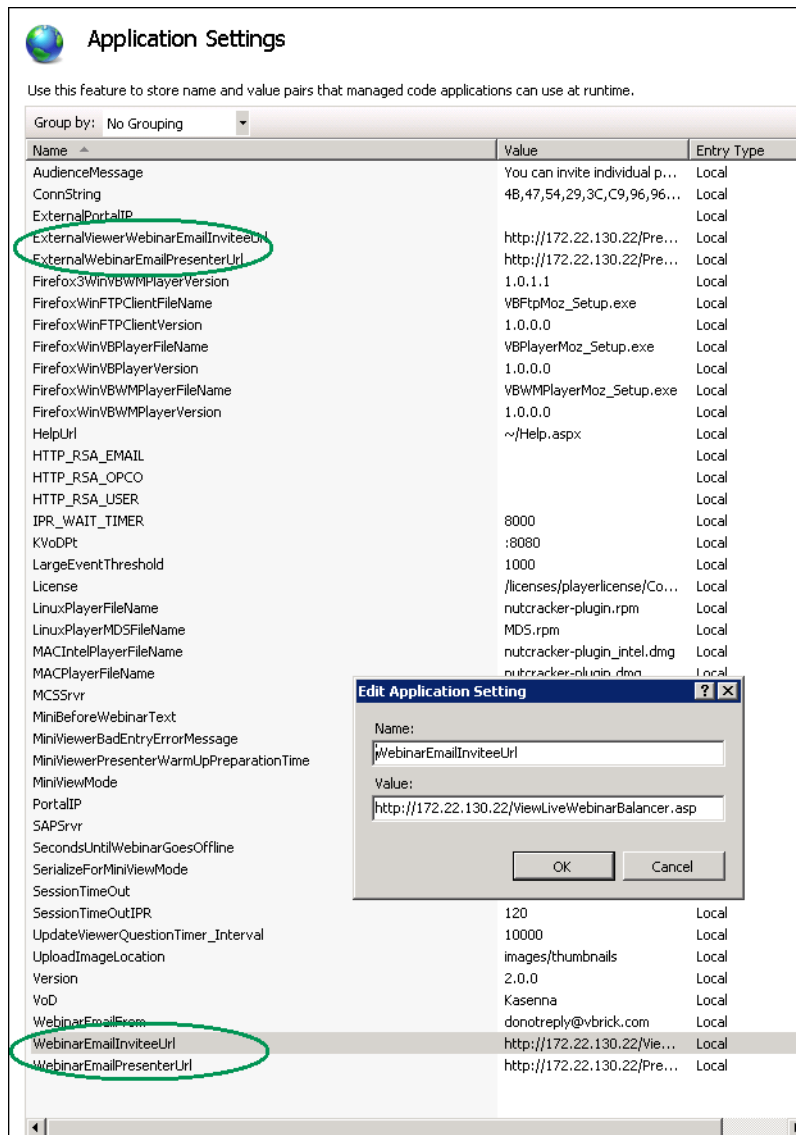 Application Settings
Use this feature to store name and value pairs that managed code applications can use at runtime.
Group by: No Grouping
Name Value Entry Type
AudienceMessage You can invite individual p... Local
ConnString 4B,47,54,29,3C,C9,96,96... Local
ExternalPortalIP Local
ExternalViewerWebinarEmailInviteeUrl http://172.22.130.22/Pre... Local
ExternalWebinarEmailPresenterUrl http://172.22.130.22/Pre... Local
Firefox3WinVBWMPlayerVersion 1.0.1.1 Local
FirefoxWinFTPClientFileName VBFtpMoz_Setup.exe Local
FirefoxWinFTPClientVersion 1.0.0.0 Local
FirefoxWinVBPlayerFileName VBPlayerMoz_Setup.exe Local
FirefoxWinVBPlayerVersion 1.0.0.0 Local
FirefoxWinVBWMPlayerFileName VBWMPlayerMoz_Setup.exe Local
FirefoxWinVBWMPlayerVersion 1.0.0.0 Local
HelpUrl ~/Help.aspx Local
HTTP_RSA_EMAIL Local
HTTP_RSA_OPCO Local
HTTP_RSA_USER Local
IPR_WAIT_TIMER 8000 Local
KVoDPt :8080 Local
LargeEventThreshold 1000 Local
License /licenses/playerlicense/Co... Local
LinuxPlayerFileName nutcracker-plugin.rpm Local
LinuxPlayerMDSFileName MDS.rpm Local
MACIntelPlayerFileName nutcracker-plugin_intel.dmg Local
MACPlayerFileName nutcracker-plugin.dmg Local
MCSSrvr
MiniBeforeWebinarText
MiniViewerBadEntryErrorMessage
MiniViewerPresenterWarmUpPreparationTime
MiniViewMode
PortalIP
SAPSrvr
SecondsUntilWebinarGoesOffline
SerializeForMiniViewMode
SessionTimeOut
Edit Application Setting
Name:
WebinarEmailInviteeUrl
Value:
http://172.22.130.22/ViewLiveWebinarBalancer.asp
OK Cancel
SessionTimeOutIPR 120 Local
UpdateViewerQuestionTimer_Interval 10000 Local
UploadImageLocation images/thumbnails Local
Version 2.0.0 Local
VoD Kasenna Local
WebinarEmailFrom donotreply@vbrick.com Local
WebinarEmailInviteeUrl http://172.22.130.22/Vie... Local
WebinarEmailPresenterUrl http://172.22.130.22/Pre... Local